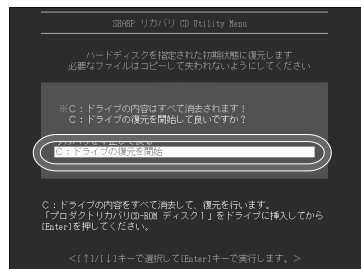 SHARP リカバリ CD Utility Menu
ハードディスクを指定された初期状態に復元します
必要なファイルはコピーして失われないようにしてください
※C:ドライブの内容はすべて消去されます!
C:ドライブの復元を開始して良いですか?
C:ドライブの復元を開始
C:ドライブの内容をすべて消去して、復元を行います。
「プロダクトリカバリCD-ROM ディスク1」をドライブに挿入してから
[Enter]を押してください。
<[↑]/[↓]キーで選択して[Enter]キーで実行します。>